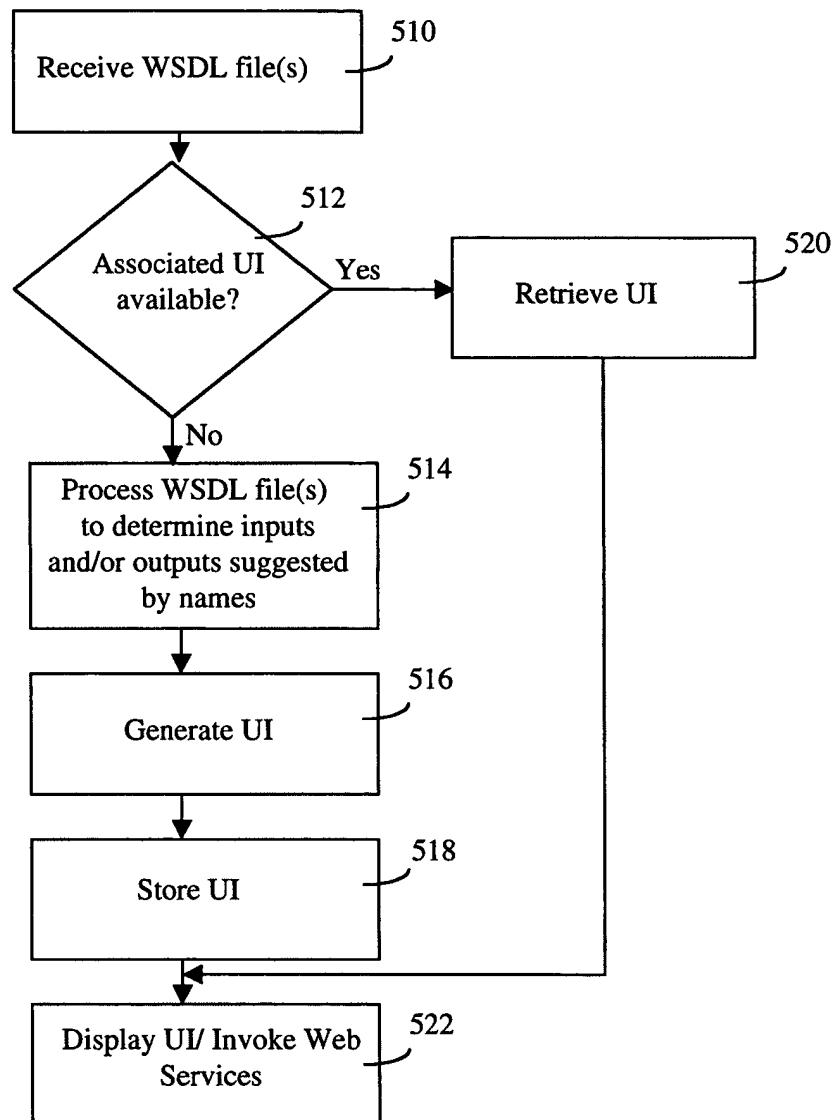 510
Receive WSDL file(s)
512
Associated UI
available?
Yes
520
Retrieve UI
No
514
Process WSDL file(s)
to determine inputs
and/or outputs suggested
by names
516
Generate UI
518
Store UI
522
Display UI/ Invoke Web
Services